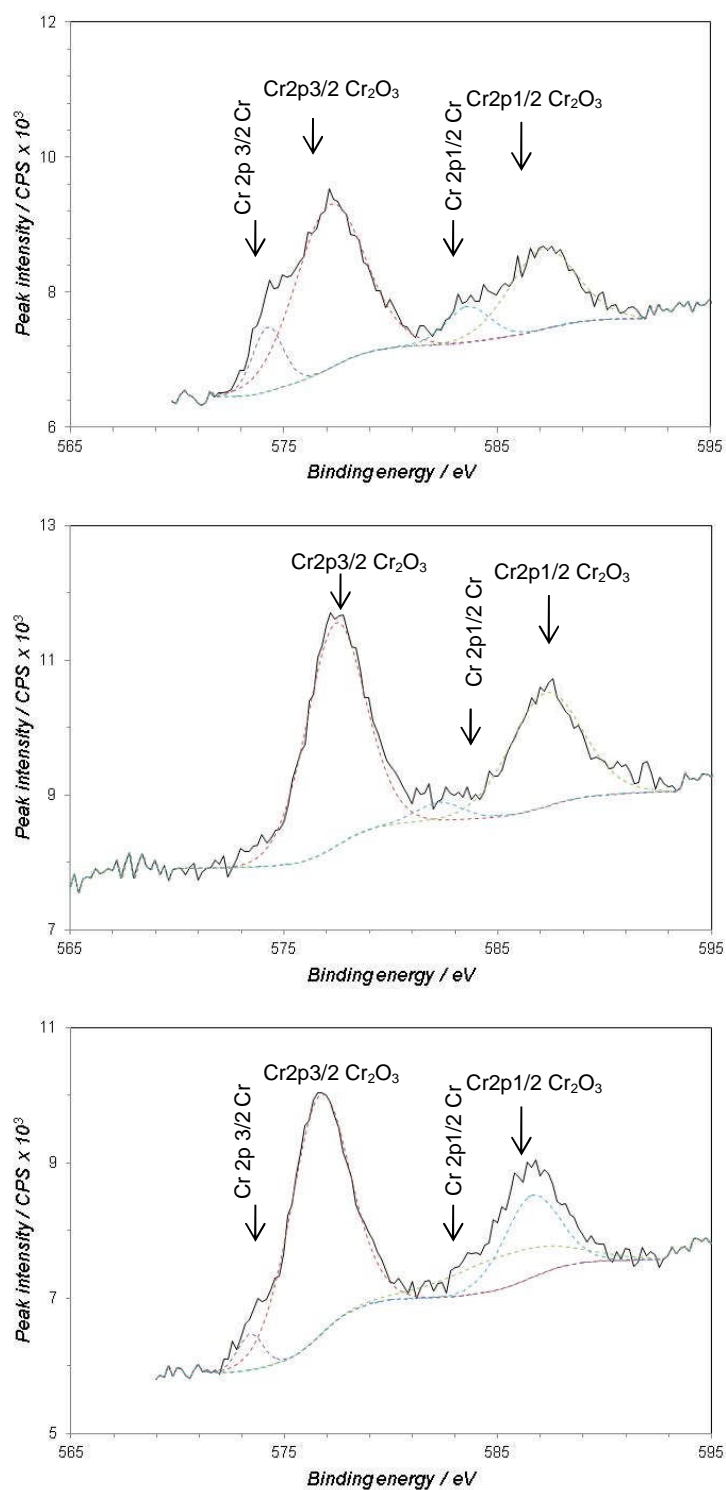 12
Cr2p3/2 Cr₂O₃
Cr2p1/2 Cr₂O₃
Cr 2p 3/2 Cr
Cr 2p1/2 Cr
10
8
6
Peak intensity / CPS x 10³
565
575
585
595
Binding energy / eV
13
Cr2p3/2 Cr₂O₃
Cr2p1/2 Cr₂O₃
Cr 2p1/2 Cr
11
9
7
Peak intensity / CPS x 10³
565
575
585
595
Binding energy / eV
11
Cr2p3/2 Cr₂O₃
Cr2p1/2 Cr₂O₃
Cr 2p 3/2 Cr
Cr 2p1/2 Cr
9
7
5
Peak intensity / CPS x 10³
565
575
585
595
Binding energy / eV